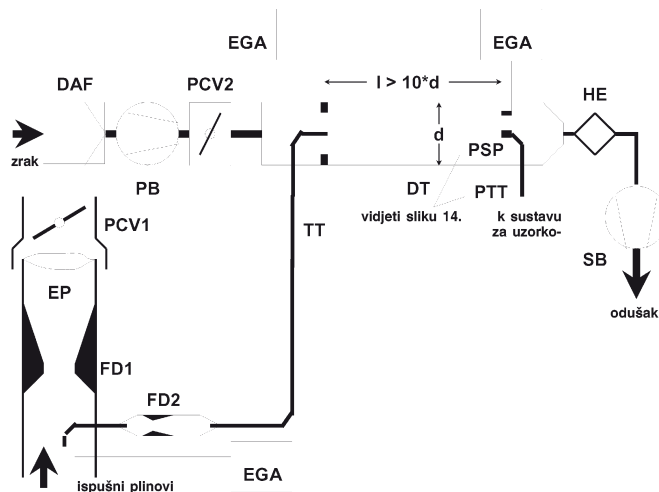 EGA
EGA
DAF
PCV2
l > 10*d
HE
d
zrak
PSP
PB
DT
PTT
vidjeti sliku 14.
k sustavu
za uzorko-
PCV1
TT
SB
EP
odušak
FD1
FD2
EGA
ispušni plinovi